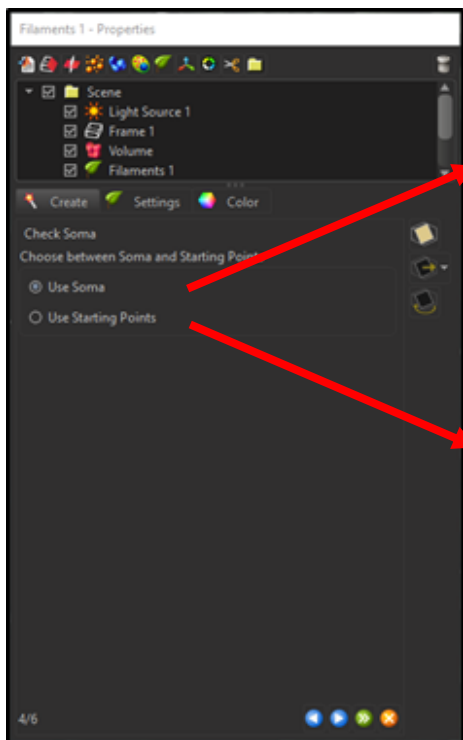 Filaments 1 - Properties
Scene
Light Source 1
Frame 1
Volume
Filaments 1
Create Settings Color
Check Soma
Choose between Soma and Starting Point
Use Soma
Use Starting Points
4/6